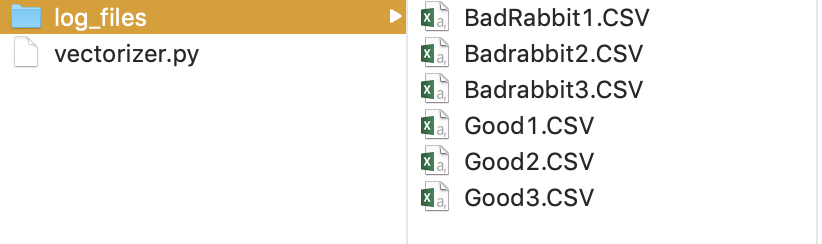 log_files
vectorizer.py
BadRabbit1.CSV
Badrabbit2.CSV
Badrabbit3.CSV
Good1.CSV
Good2.CSV
Good3.CSV